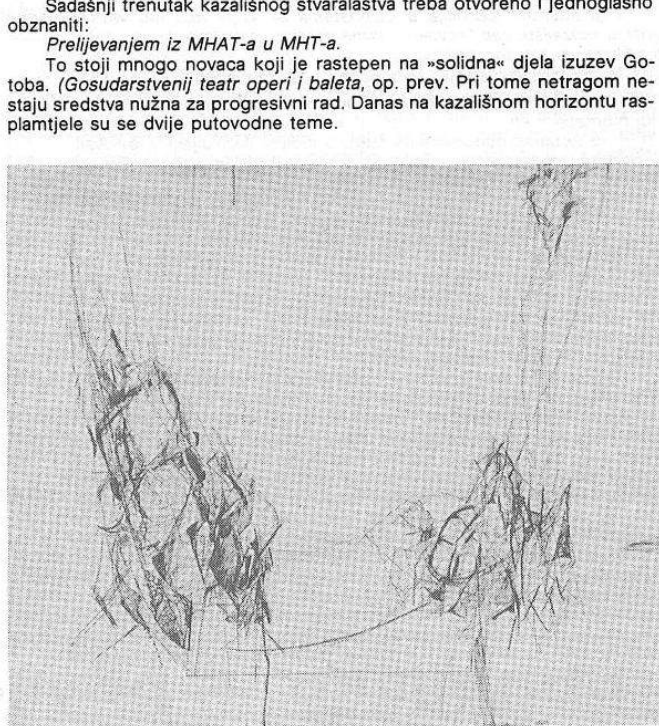 Sadašnji trenutak kazališnog stvaralaštva treba otvoreno i jednoglasno
obznaniti:
Prelijevanjem iz MHAT-a u MHT-a.
To stoji mnogo novaca koji je rastepen na »solidna« djela izuzev Go-
toba. (Gosudarstvenij teatr operi i baleta, op. prev. Pri tome netragom ne-
staju sredstva nužna za progresivni rad. Danas na kazališnom horizontu ras-
plamtjele su se dvije putovodne teme.